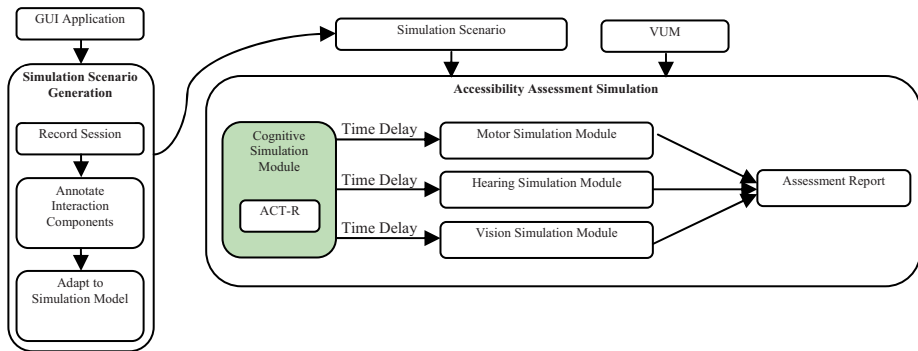 GUI Application
Simulation Scenario
Generation
Record Session
Annotate
Interaction
Components
Adapt to
Simulation Model
Simulation Scenario
VUM
Accessibility Assessment Simulation
Cognitive
Simulation
Module
ACT-R
Time Delay
Motor Simulation Module
Time Delay
Hearing Simulation Module
Time Delay
Vision Simulation Module
Assessment Report